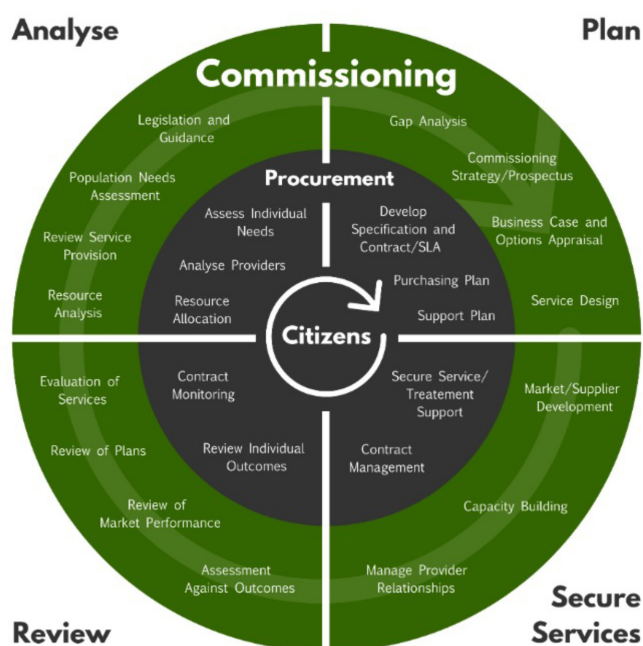 Analyse
Plan
Commissioning
Legislation and
Guidance
Population Needs
Assessment
Review Service
Provision
Resource
Analysis
Gap Analysis
Commissioning
Strategy/Prospectus
Business Case and
Options Appraisal
Service Design
Procurement
Assess Individual
Needs
Analyse Providers
Resource
Allocation
Develop
Specification and
Contract/SLA
Purchasing Plan
Support Plan
Citizens
Evaluation of
Services
Review of Plans
Review of
Market Performance
Assessment
Against Outcomes
Contract
Monitoring
Review Individual
Outcomes
Secure Service/
Treatement
Support
Contract
Management
Market/Supplier
Development
Capacity Building
Manage Provider
Relationships
Review
Secure
Services